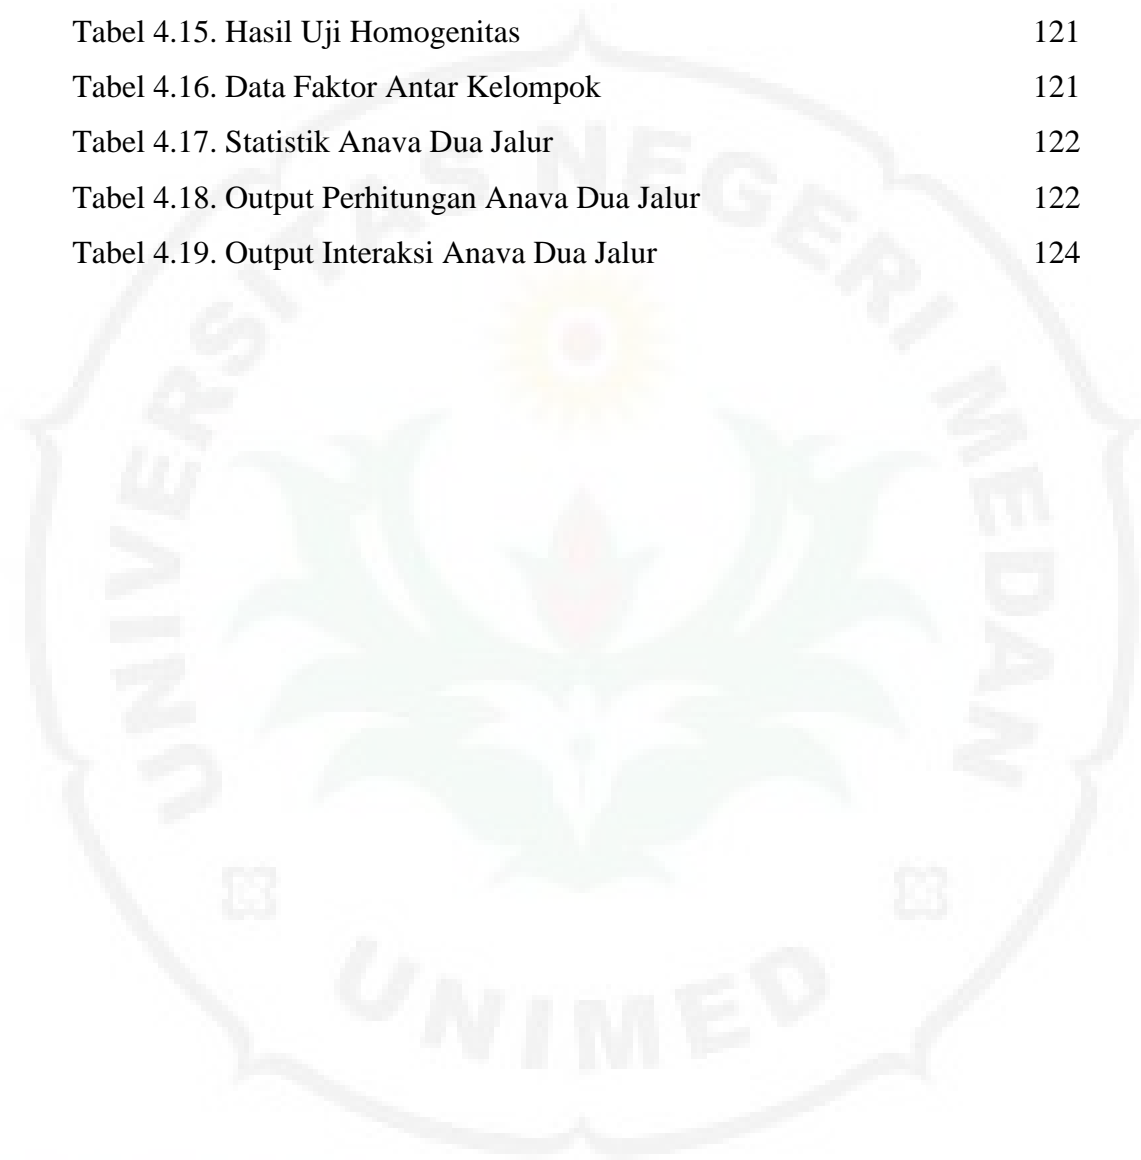 Tabel 4.15. Hasil Uji Homogenitas 121
Tabel 4.16. Data Faktor Antar Kelompok 121
Tabel 4.17. Statistik Anava Dua Jalur 122
Tabel 4.18. Output Perhitungan Anava Dua Jalur 122
Tabel 4.19. Output Interaksi Anava Dua Jalur 124
UNIVERSITAS NEGERI MEDAN
UNIMED